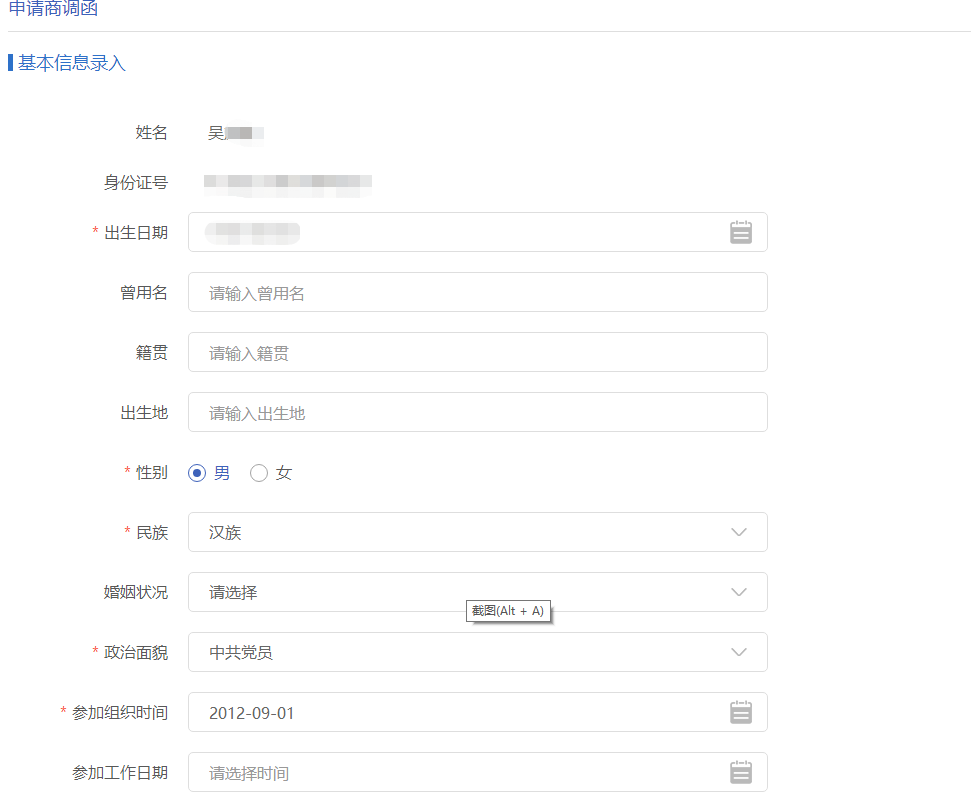 申请商调函
基本信息录入
姓名 吴
身份证号
* 出生日期
曾用名 请输入曾用名
籍贯 请输入籍贯
出生地 请输入出生地
* 性别 男 女
* 民族 汉族
婚姻状况 请选择
截图(Alt + A)
* 政治面貌 中共党员
* 参加组织时间 2012-09-01
参加工作日期 请选择时间